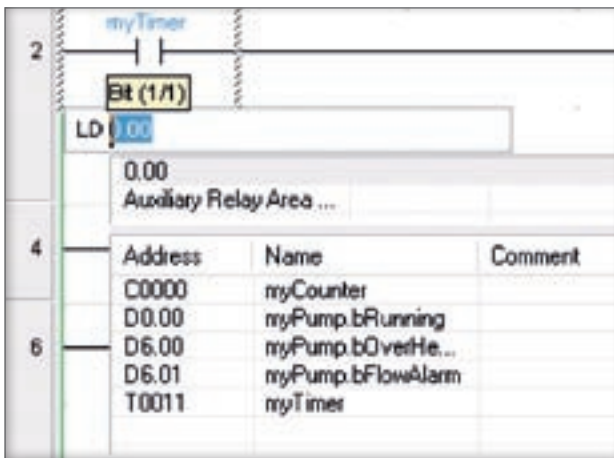 myTimer
2
Bit (1/1)
LD 0.00
0.00
Auxiliary Relay Area ...
4
Address Name Comment
C0000 myCounter
D0.00 myPump.bRunning
6
D6.00 myPump.bOverHe...
D6.01 myPump.bFlowAlarm
T0011 myTimer